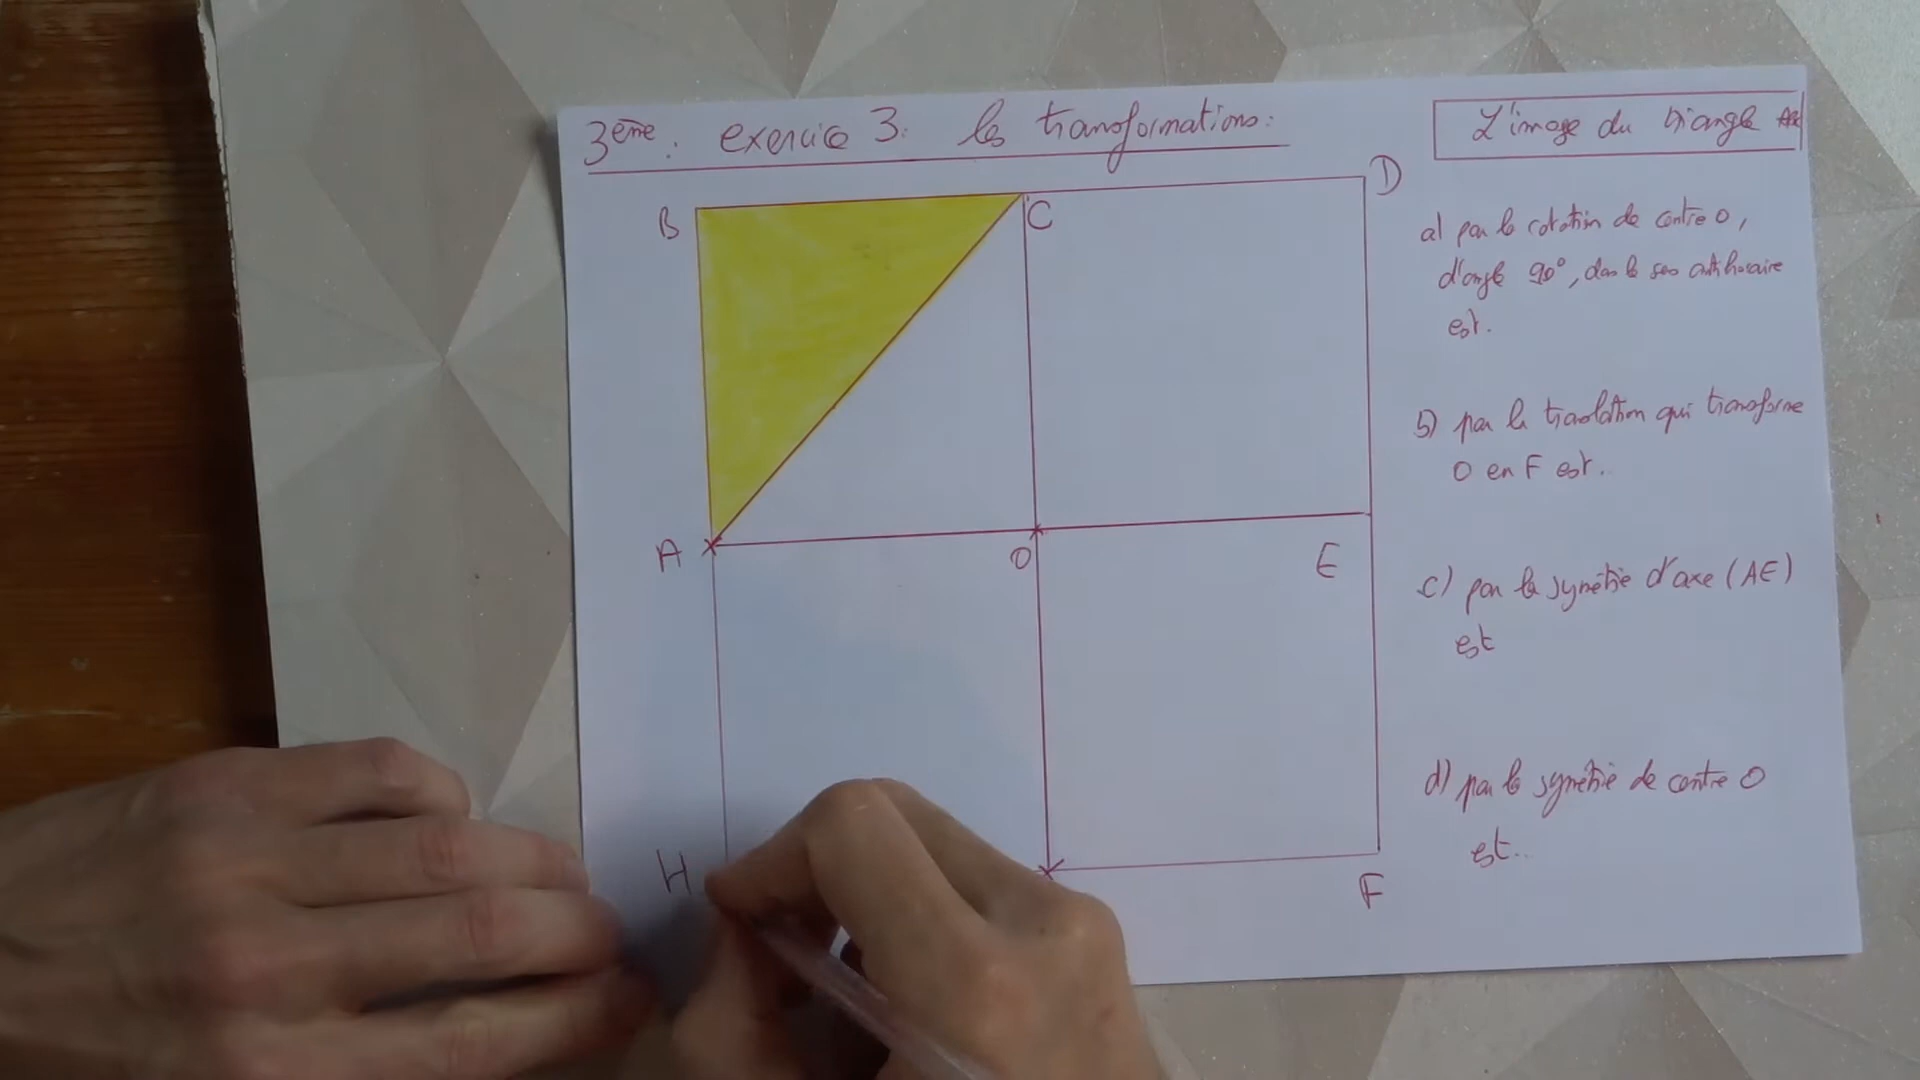 3ème. exercice 3: les transformations:
L'image du triangle
B
C
D
A
O
E
H
F
a) par la rotation de centre O,
d'angle 90°, dans le sens antihoraire
est.
b) par la translation qui transforme
O en F est.
c) par la symétrie d'axe (AE)
est
d) par la symétrie de centre O
est..